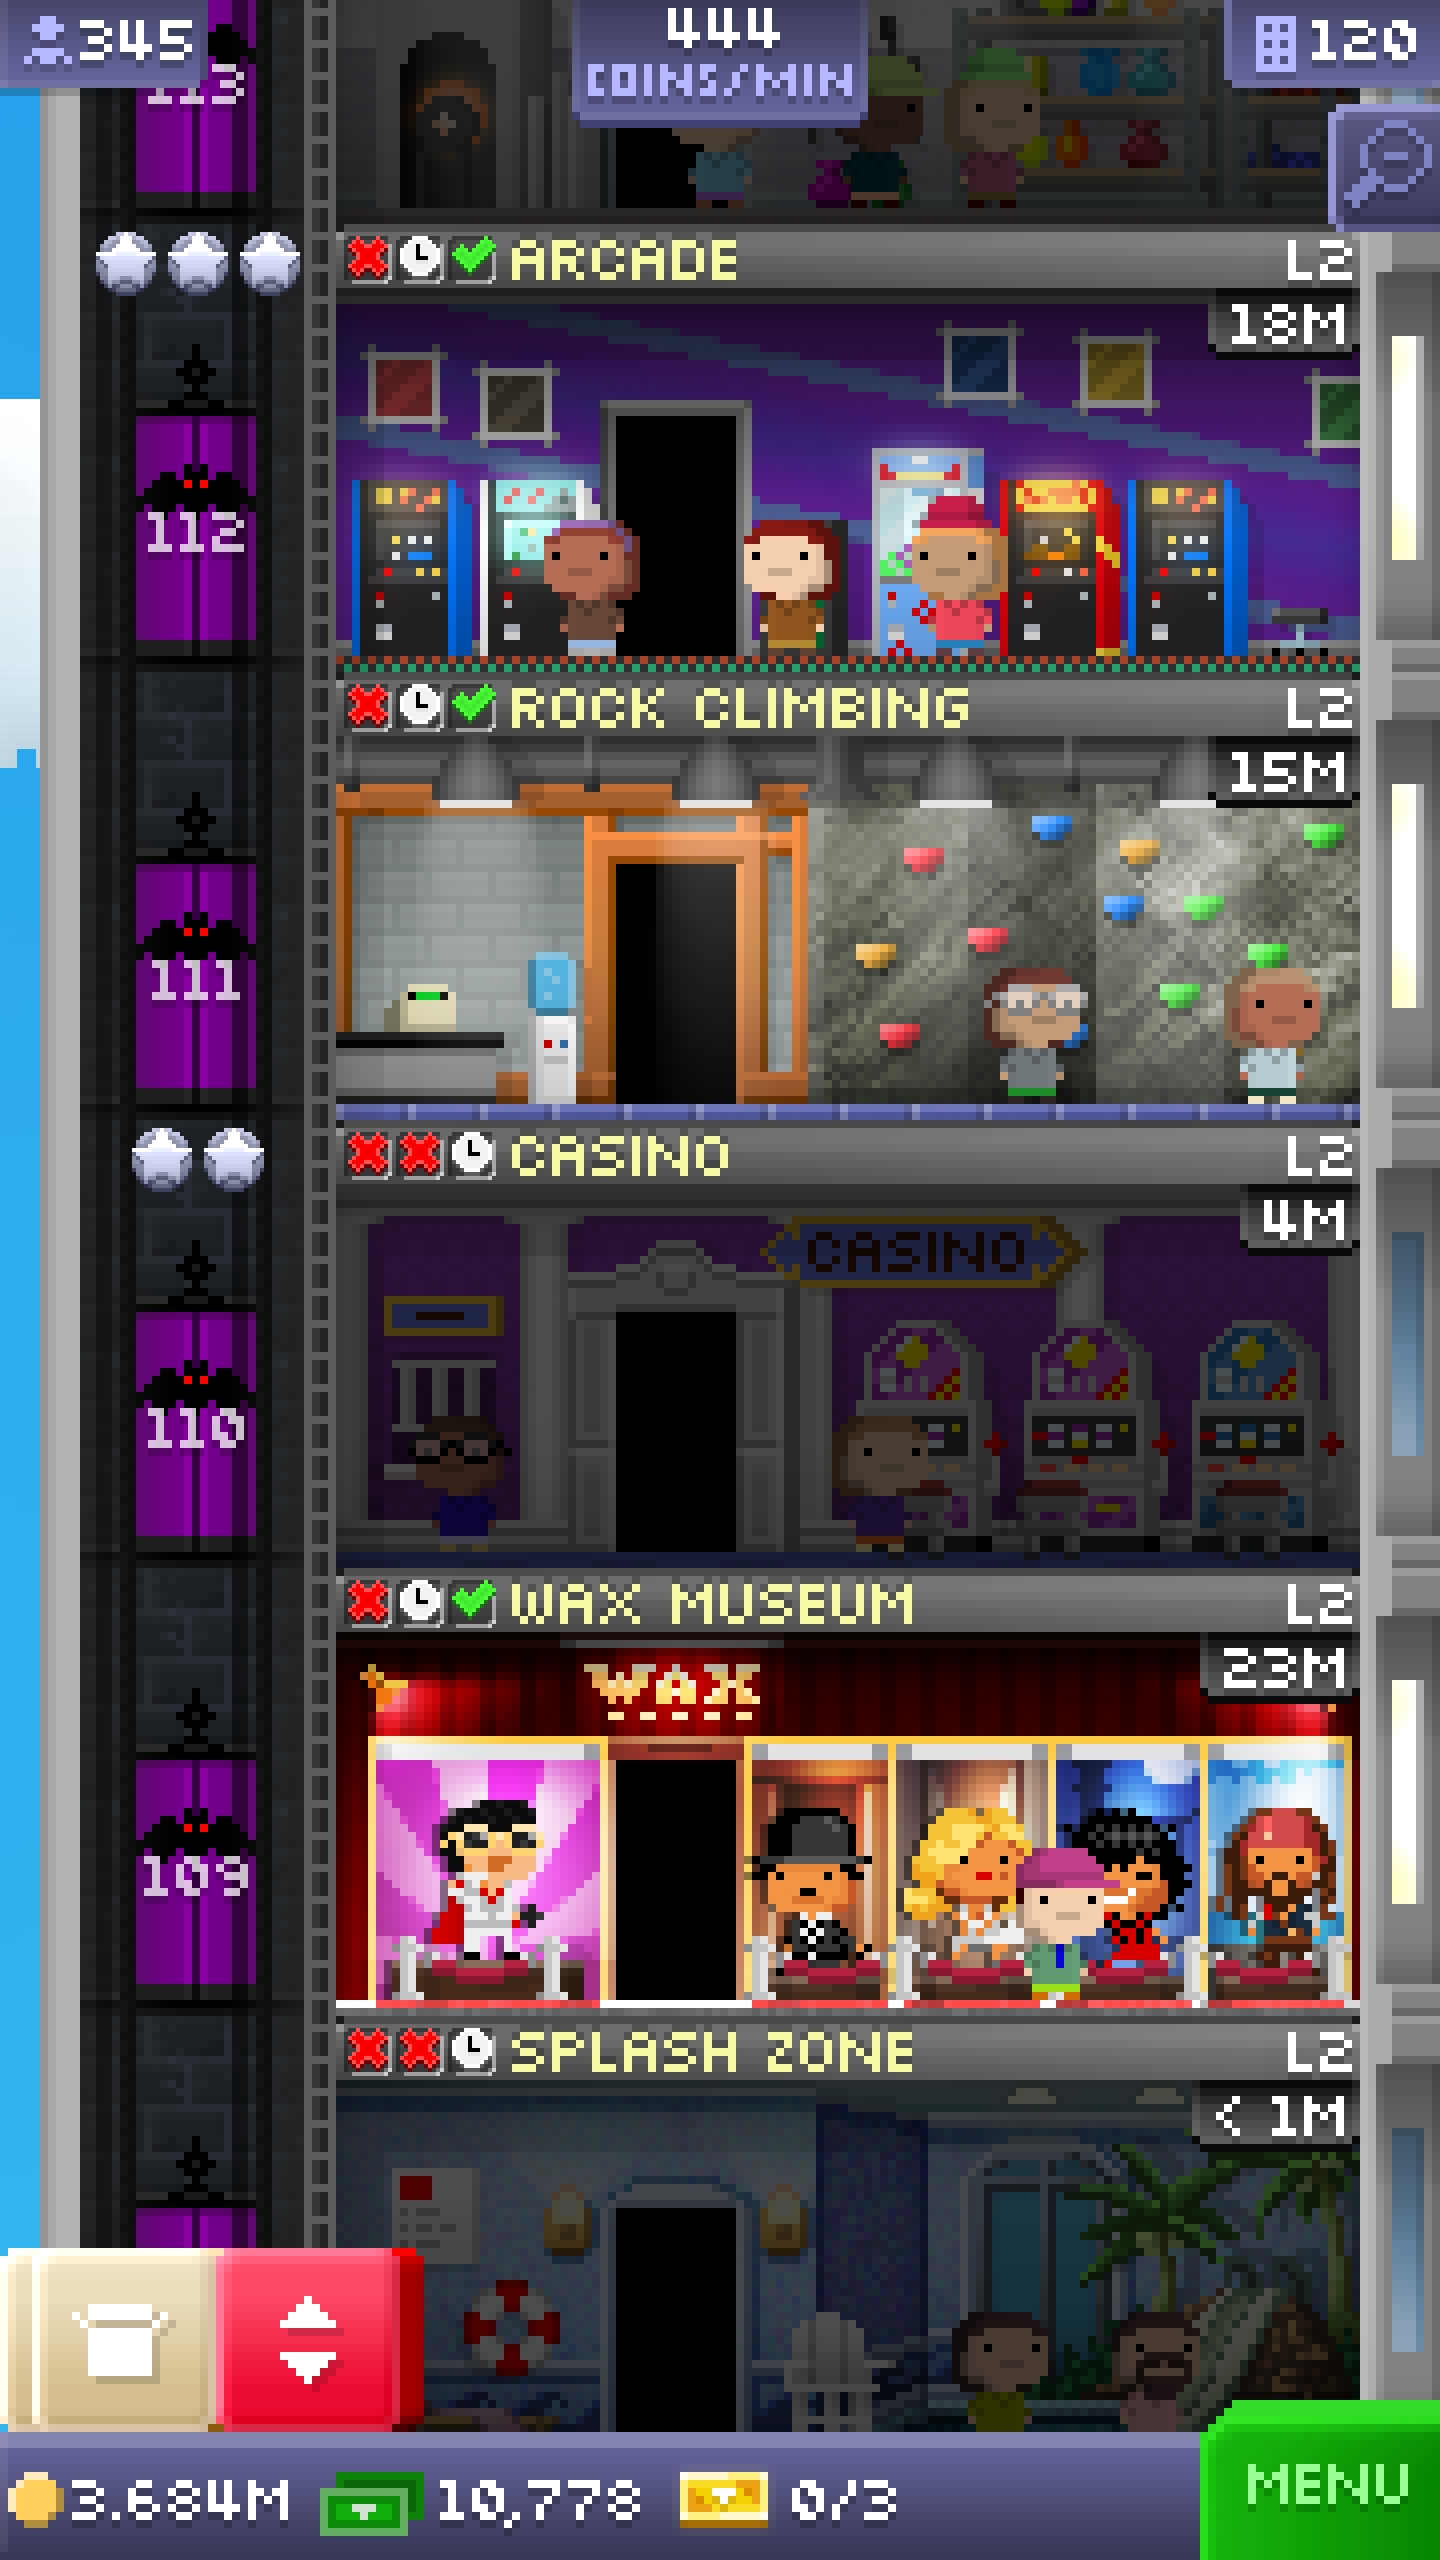 345
444
COINS/MIN
120
113
ARCADE L2
18M
112
ROCK CLIMBING L2
15M
111
CASINO L2
4M
CASINO
110
WAX MUSEUM L2
23M
WAX
109
SPLASH ZONE L2
< 1M
3.684M 10,778 0/3
MENU